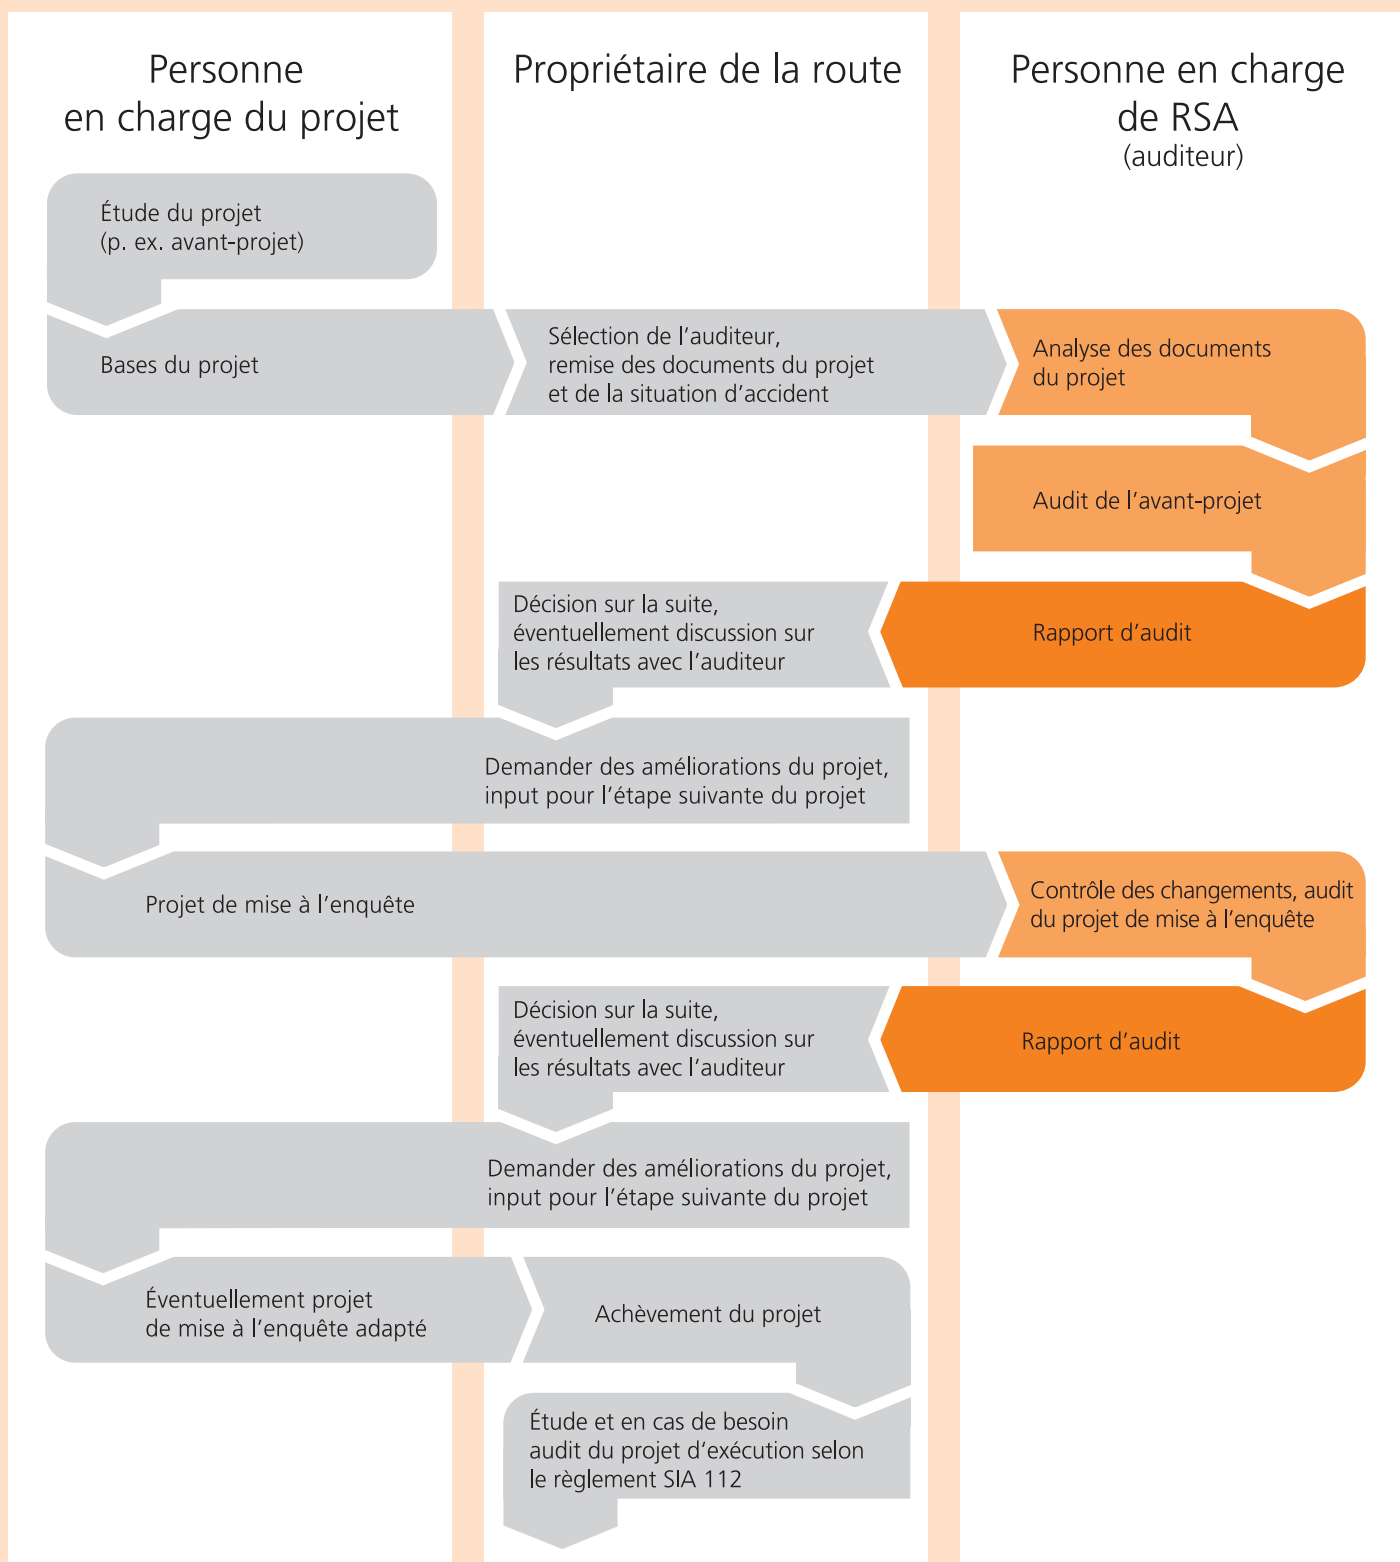 Personne
en charge du projet
Propriétaire de la route
Personne en charge
de RSA
(auditeur)
Étude du projet
(p. ex. avant-projet)
Bases du projet
Sélection de l’auditeur,
remise des documents du projet
et de la situation d’accident
Analyse des documents
du projet
Audit de l’avant-projet
Décision sur la suite,
éventuellement discussion sur
les résultats avec l’auditeur
Rapport d’audit
Demander des améliorations du projet,
input pour l’étape suivante du projet
Projet de mise à l’enquête
Contrôle des changements, audit
du projet de mise à l’enquête
Décision sur la suite,
éventuellement discussion sur
les résultats avec l’auditeur
Rapport d’audit
Demander des améliorations du projet,
input pour l’étape suivante du projet
Éventuellement projet
de mise à l’enquête adapté
Achèvement du projet
Étude et en cas de besoin
audit du projet d‘exécution selon
le règlement SIA 112